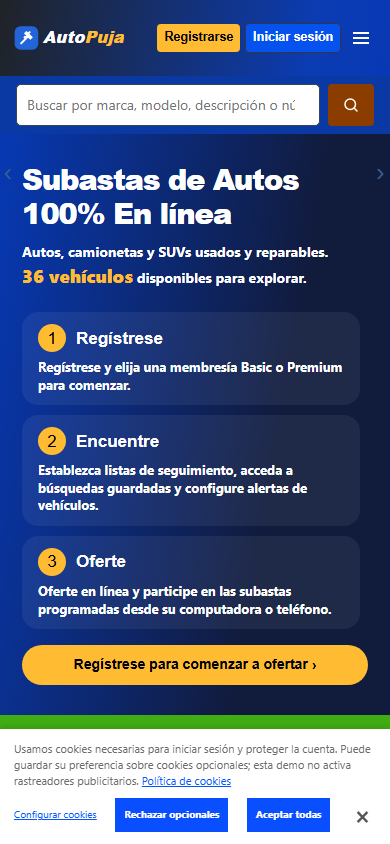 AutoPuja
Registrarse
Iniciar sesión
Buscar por marca, modelo, descripción o nú
Subastas de Autos
100% En línea
Autos, camionetas y SUVs usados y reparables.
36 vehículos disponibles para explorar.
1 Regístrese
Regístrese y elija una membresía Basic o Premium
para comenzar.
2 Encuentre
Establezca listas de seguimiento, acceda a
búsquedas guardadas y configure alertas de
vehículos.
3 Oferte
Oferte en línea y participe en las subastas
programadas desde su computadora o teléfono.
Regístrese para comenzar a ofertar ›
Usamos cookies necesarias para iniciar sesión y proteger la cuenta. Puede
guardar su preferencia sobre cookies opcionales; esta demo no activa
rastreadores publicitarios. Política de cookies
Configurar cookies
Rechazar opcionales
Aceptar todas